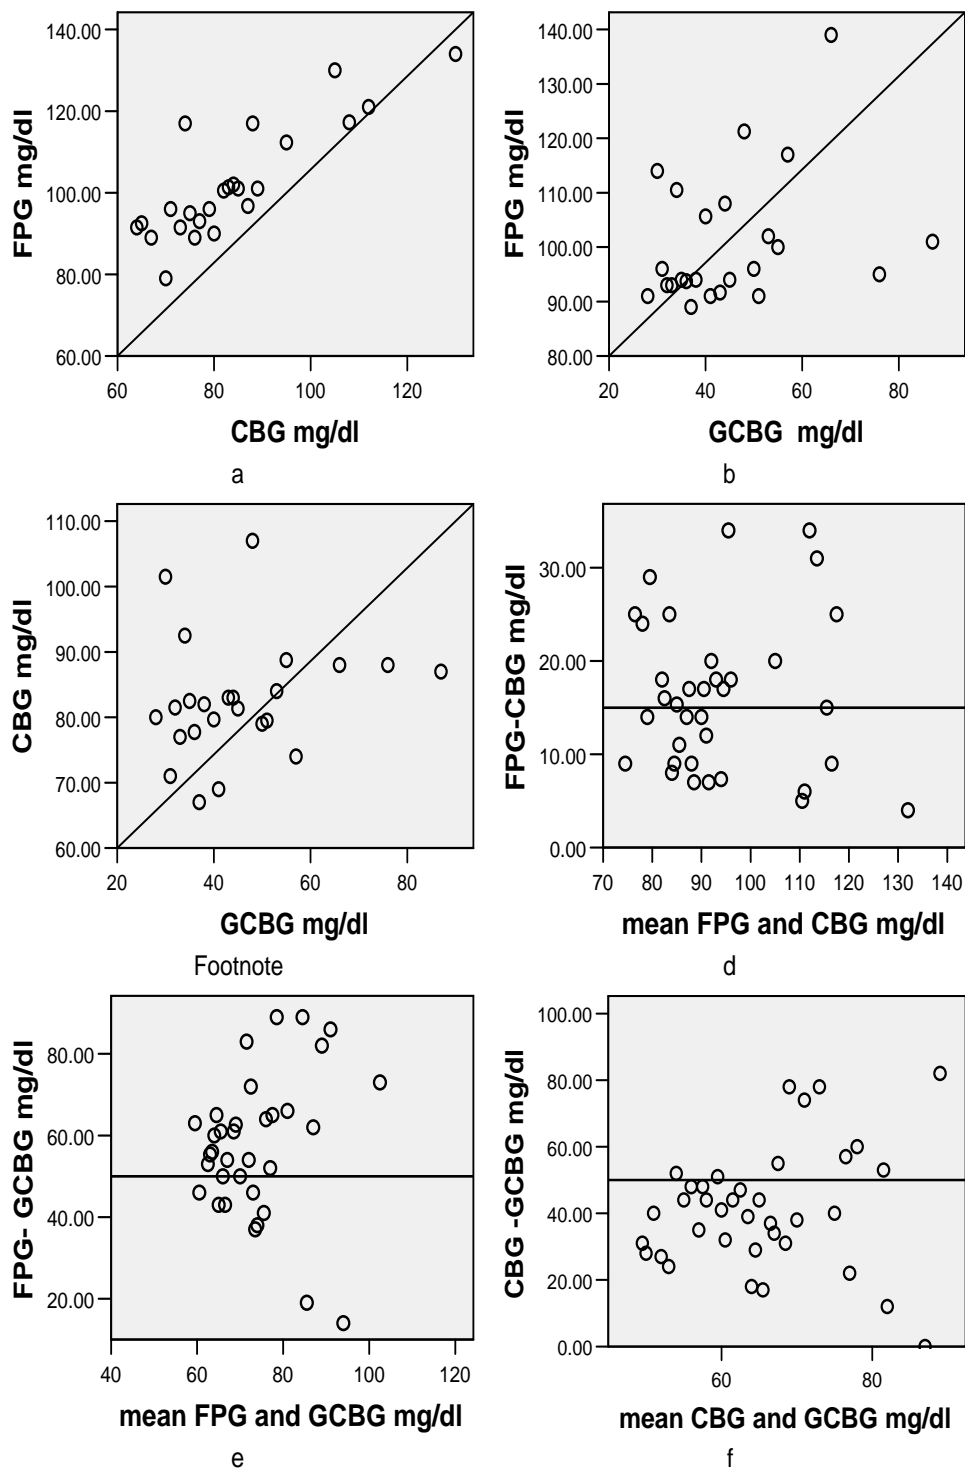 140.00
120.00
100.00
80.00
60.00
FPG mg/dl
60
80
100
120
CBG mg/dl
a
140.00
130.00
120.00
110.00
100.00
90.00
80.00
FPG mg/dl
20
40
60
80
GCBG mg/dl
b
110.00
100.00
90.00
80.00
70.00
60.00
CBG mg/dl
20
40
60
80
GCBG mg/dl
Footnote
30.00
20.00
10.00
0.00
FPG-CBG mg/dl
70 80 90 100 110 120 130 140
mean FPG and CBG mg/dl
d
80.00
60.00
40.00
20.00
FPG- GCBG mg/dl
40 60 80 100 120
mean FPG and GCBG mg/dl
e
100.00
80.00
60.00
40.00
20.00
0.00
CBG -GCBG mg/dl
60 80
mean CBG and GCBG mg/dl
f